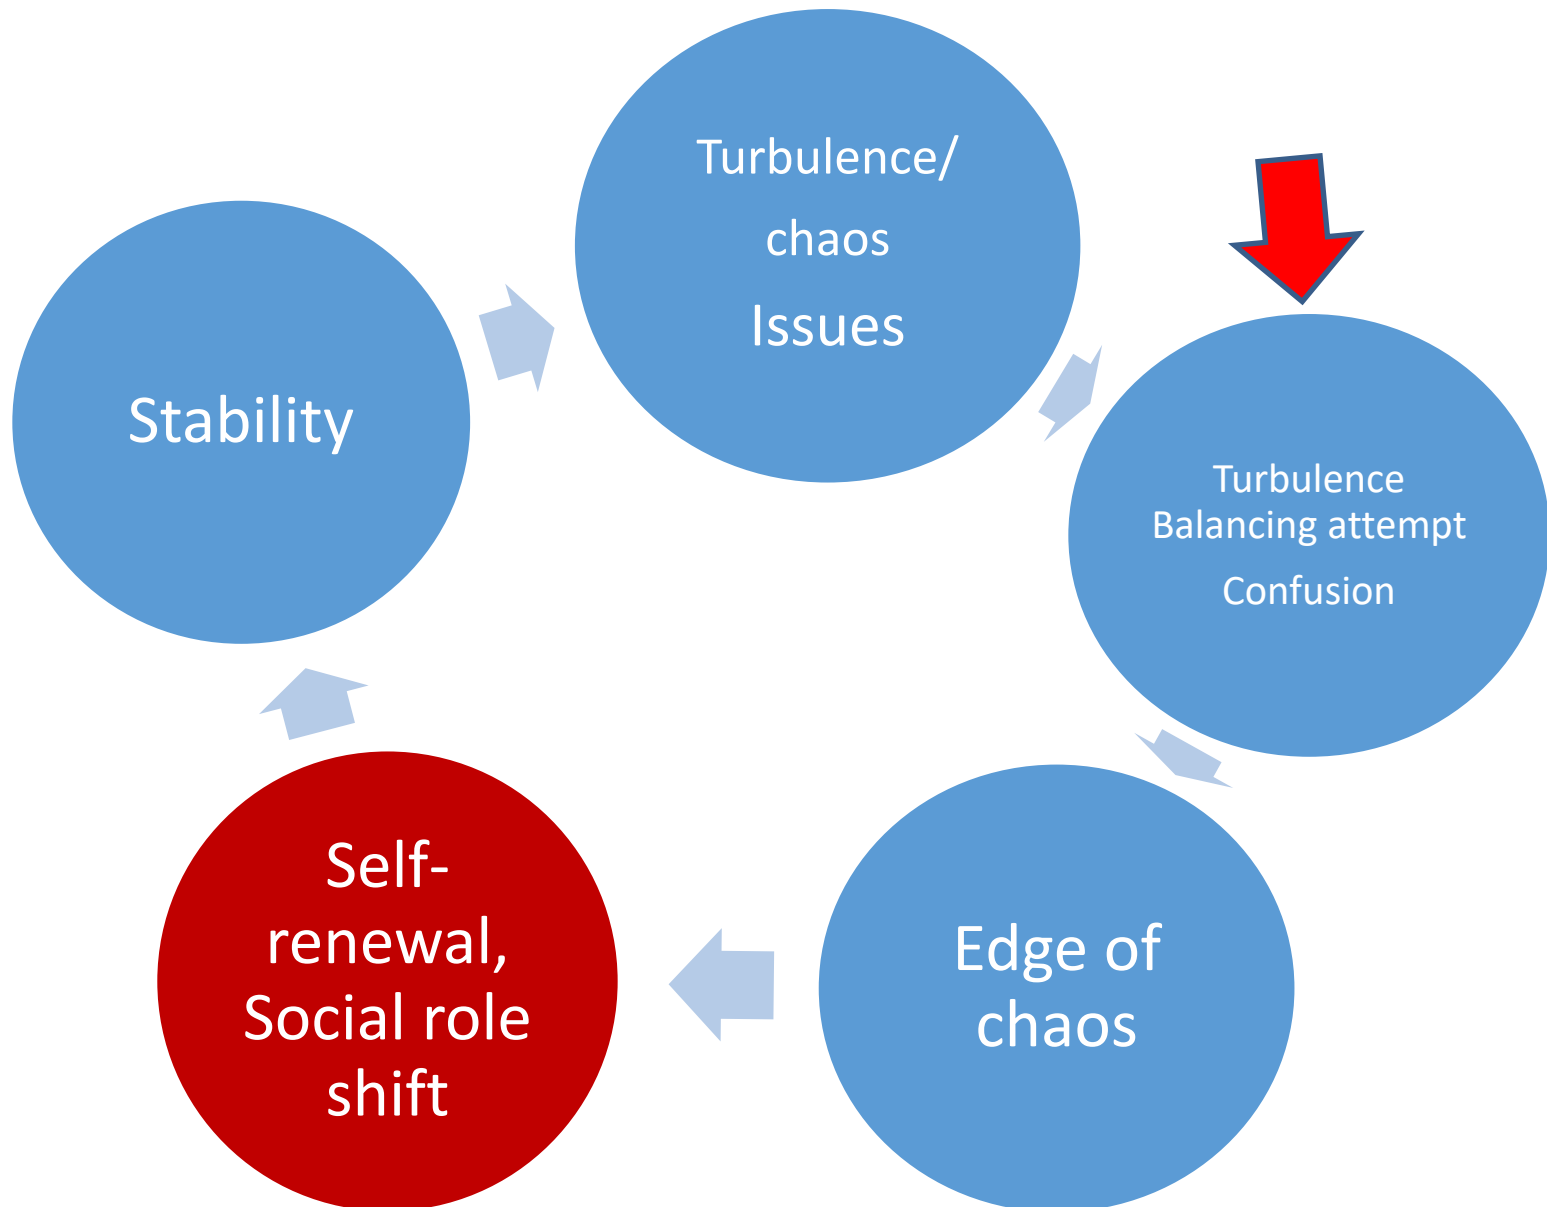 Turbulence/
chaos
Issues
Stability
Turbulence
Balancing attempt
Confusion
Self-
renewal,
Social role
shift
Edge of
chaos